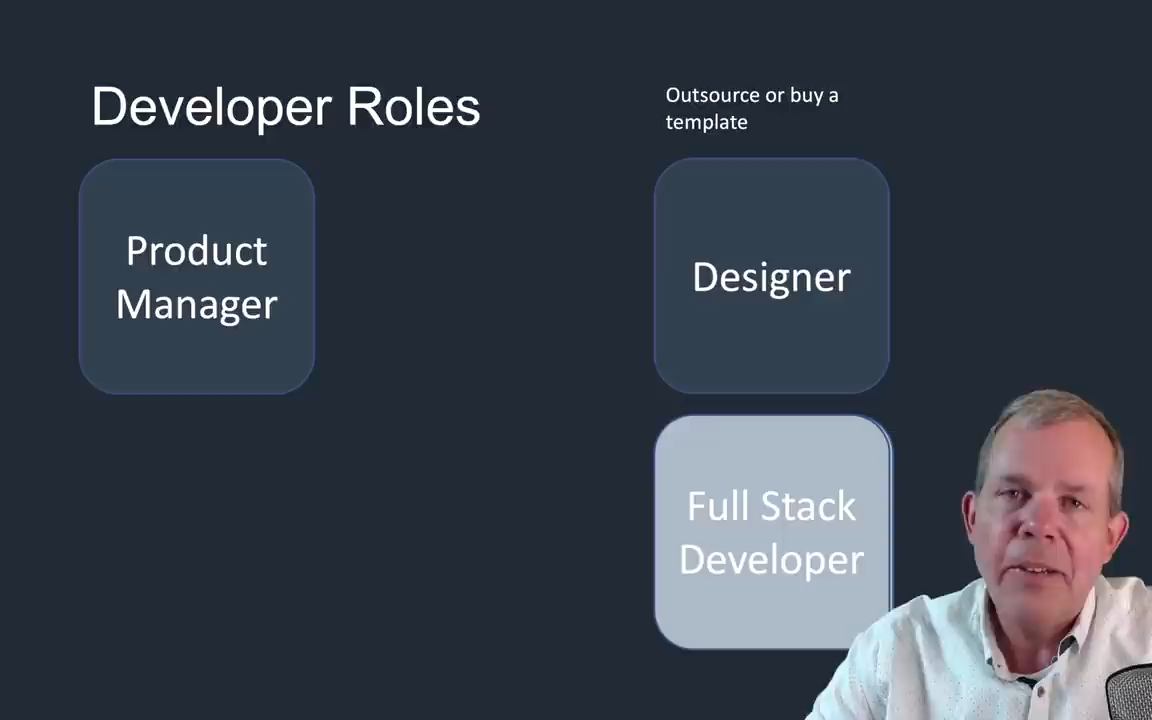 Developer Roles
Outsource or buy a
template
Product
Manager
Designer
Full Stack
Developer